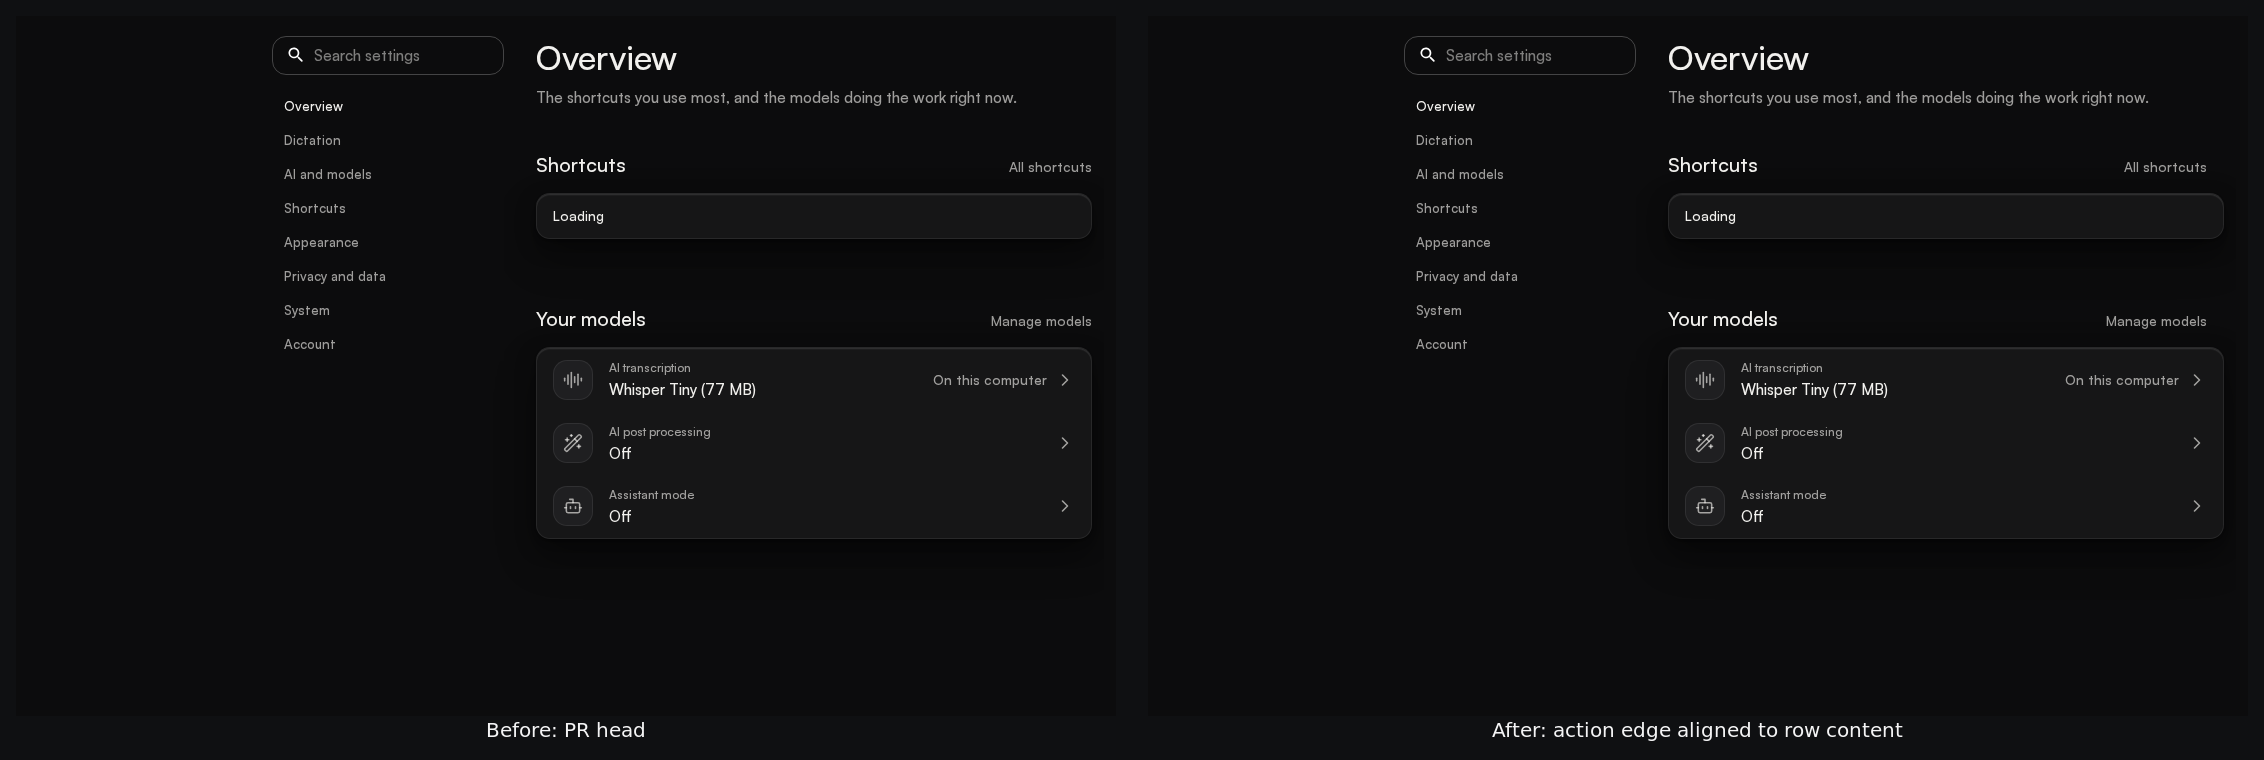 Search settings
Overview
Dictation
AI and models
Shortcuts
Appearance
Privacy and data
System
Account
Overview
The shortcuts you use most, and the models doing the work right now.
Shortcuts
All shortcuts
Loading
Your models
Manage models
AI transcription
Whisper Tiny (77 MB)
On this computer
AI post processing
Off
Assistant mode
Off
Before: PR head
Search settings
Overview
Dictation
AI and models
Shortcuts
Appearance
Privacy and data
System
Account
Overview
The shortcuts you use most, and the models doing the work right now.
Shortcuts
All shortcuts
Loading
Your models
Manage models
AI transcription
Whisper Tiny (77 MB)
On this computer
AI post processing
Off
Assistant mode
Off
After: action edge aligned to row content